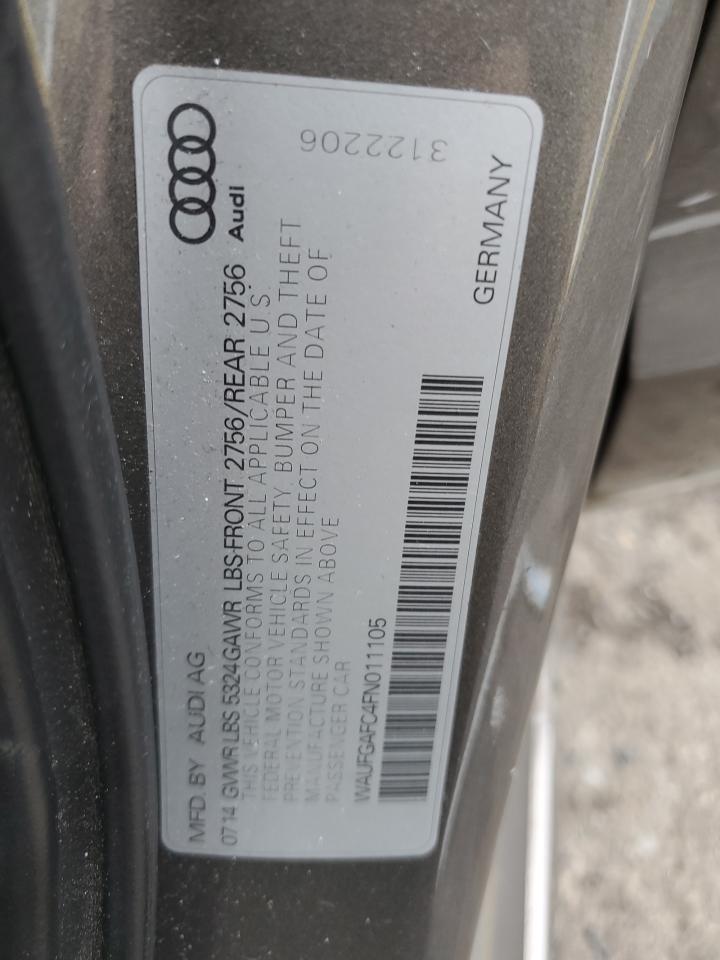 MFD. BY AUDI AG
0714 GVWR LBS 5324 GAWR LBS-FRONT 2756/REAR 2756
Audi
THIS VEHICLE CONFORMS TO ALL APPLICABLE U.S.
FEDERAL MOTOR VEHICLE SAFETY, BUMPER AND THEFT
PREVENTION STANDARDS IN EFFECT ON THE DATE OF
MANUFACTURE SHOWN ABOVE
PASSENGER CAR
WAUFGAFC4FN011105
GERMANY
3122206